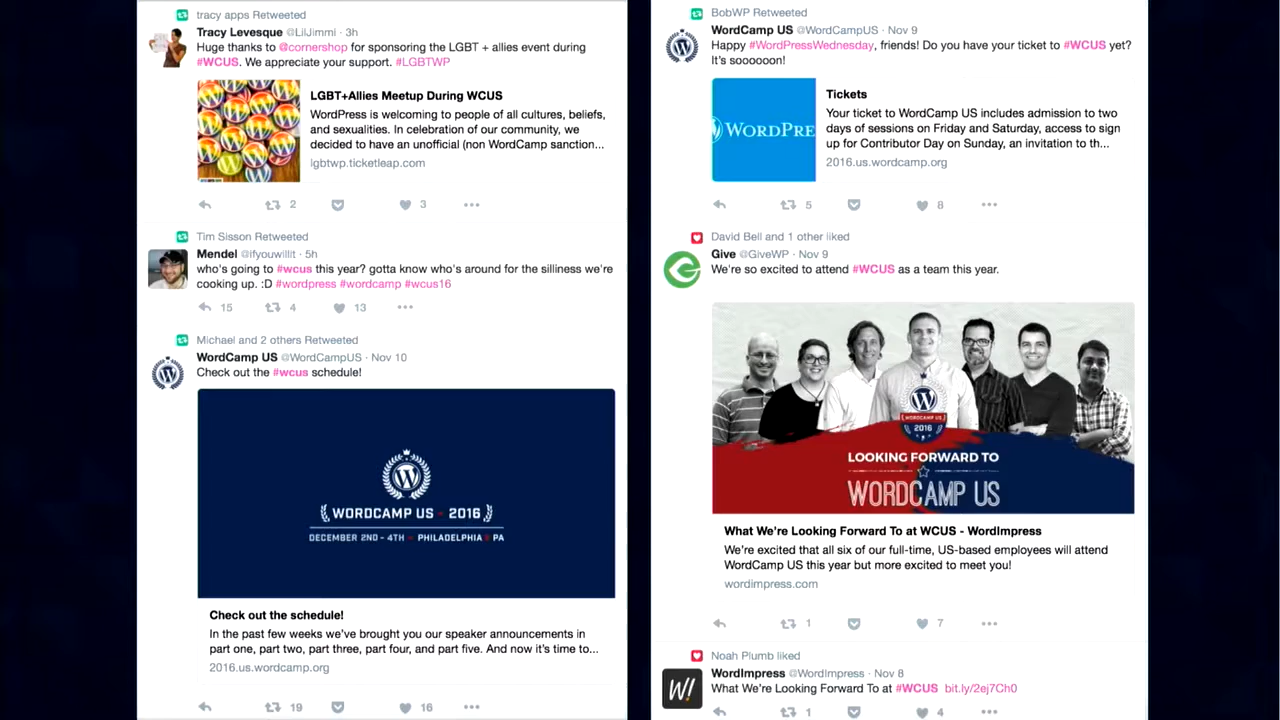 tracy apps Retweeted
Tracy Levesque @LilJimmi · 3h
Huge thanks to @cornershop for sponsoring the LGBT + allies event during
#WCUS. We appreciate your support. #LGBTWP
LGBT+Allies Meetup During WCUS
WordPress is welcoming to people of all cultures, beliefs,
and sexualities. In celebration of our community, we
decided to have an unofficial (non WordCamp sanction...
lgbtwp.ticketleap.com
2 3
Tim Sisson Retweeted
Mendel @ifyouwillit · 5h
who's going to #wcus this year? gotta know who's around for the silliness we're
cooking up. :D #wordpress #wordcamp #wcus16
15 4 13
Michael and 2 others Retweeted
WordCamp US @WordCampUS · Nov 10
Check out the #wcus schedule!
WORDCAMP US 2016
DECEMBER 2ND - 4TH PHILADELPHIA PA
Check out the schedule!
In the past few weeks we've brought you our speaker announcements in
part one, part two, part three, part four, and part five. And now it's time to...
2016.us.wordcamp.org
19 16
BobWP Retweeted
WordCamp US @WordCampUS · Nov 9
Happy #WordPressWednesday, friends! Do you have your ticket to #WCUS yet?
It's soooooon!
WORDPRE
Tickets
Your ticket to WordCamp US includes admission to two
days of sessions on Friday and Saturday, access to sign
up for Contributor Day on Sunday, an invitation to th...
2016.us.wordcamp.org
5 8
David Bell and 1 other liked
Give @GiveWP · Nov 9
We're so excited to attend #WCUS as a team this year.
WORDCAMP US
2016
LOOKING FORWARD TO
WORDCAMP US
What We're Looking Forward To at WCUS - WordImpress
We're excited that all six of our full-time, US-based employees will attend
WordCamp US this year but more excited to meet you!
wordimpress.com
1 7
Noah Plumb liked
WordImpress @WordImpress · Nov 8
W!
What We're Looking Forward To at #WCUS bit.ly/2ej7Ch0
1 4